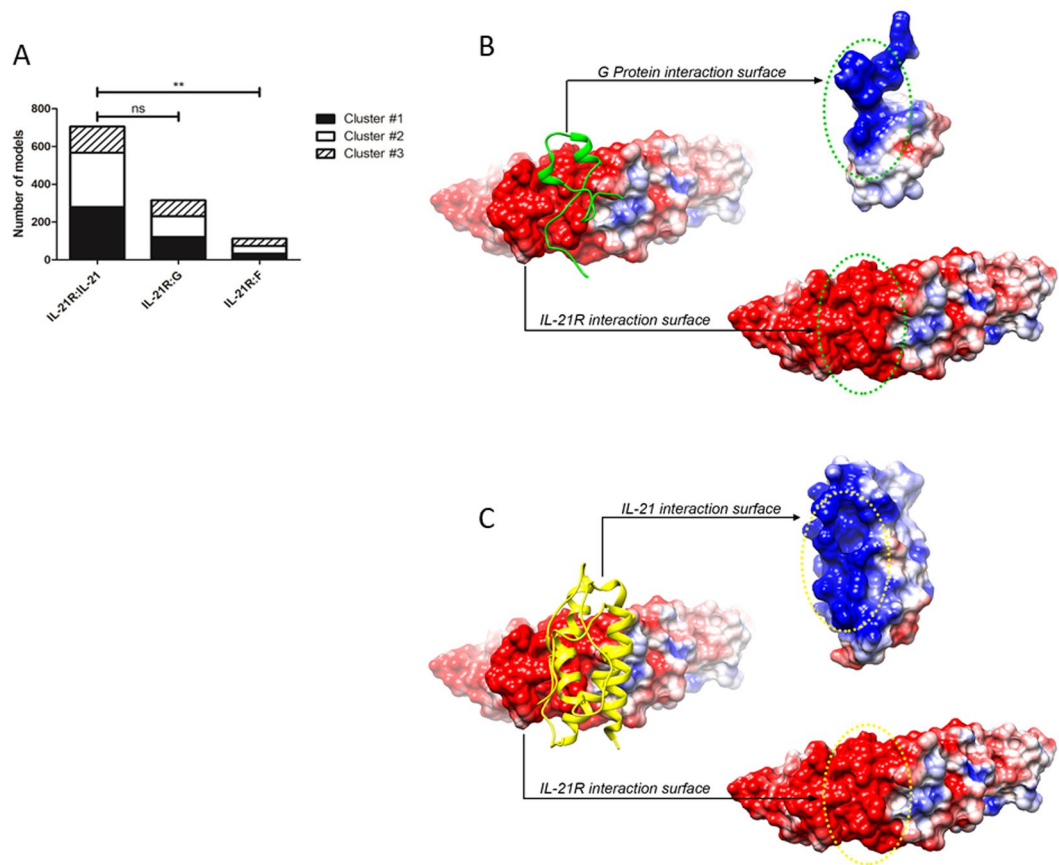 A
**
ns
800
600
400
200
0
Number of models
IL-21R:IL-21
IL-21R:G
IL-21R:F
Cluster #1
Cluster #2
Cluster #3
B
G Protein interaction surface
IL-21R interaction surface
C
IL-21 interaction surface
IL-21R interaction surface